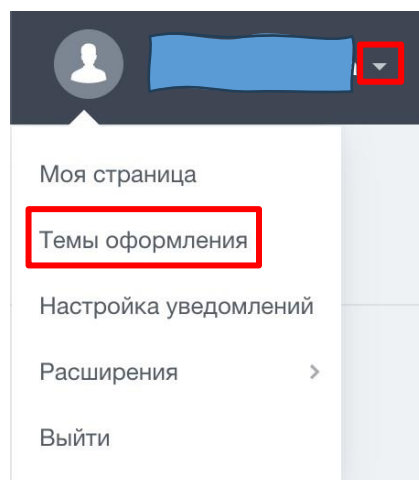 Моя страница
Темы оформления
Настройка уведомлений
Расширения
Выйти